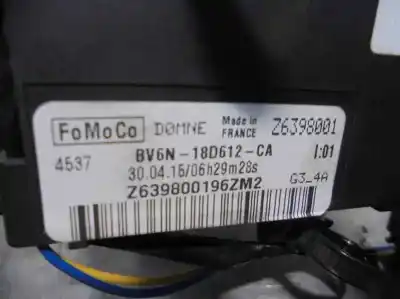 FoMoCo DOMNE Made in FRANCE Z6398001
4537 BV6N-18D612-CA I:01
30.04.15/06h29m28s
Z639800196ZM2 G3_4A